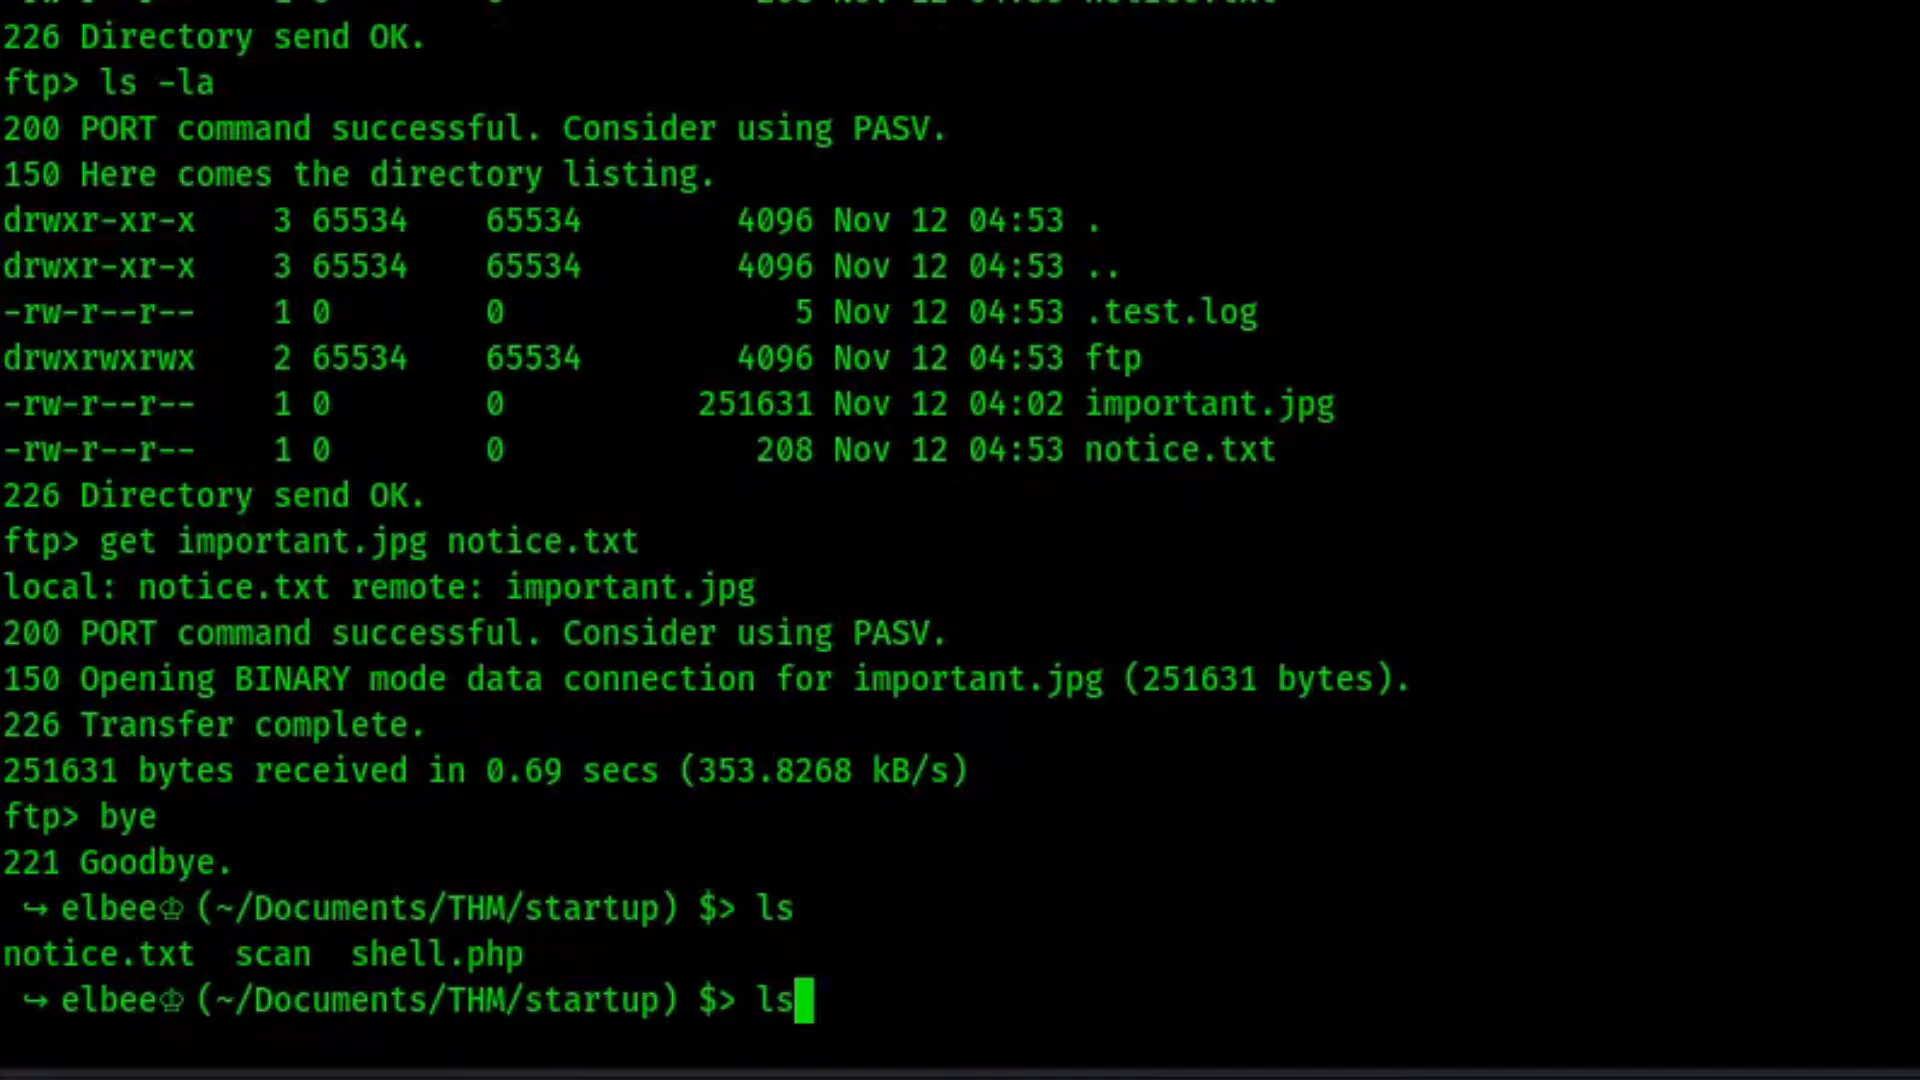 208 Nov 12 04:53 notice.txt
226 Directory send OK.
ftp> ls -la
200 PORT command successful. Consider using PASV.
150 Here comes the directory listing.
drwxr-xr-x    3 65534    65534        4096 Nov 12 04:53 .
drwxr-xr-x    3 65534    65534        4096 Nov 12 04:53 ..
-rw-r--r--    1 0        0               5 Nov 12 04:53 .test.log
drwxrwxrwx    2 65534    65534        4096 Nov 12 04:53 ftp
-rw-r--r--    1 0        0          251631 Nov 12 04:02 important.jpg
-rw-r--r--    1 0        0             208 Nov 12 04:53 notice.txt
226 Directory send OK.
ftp> get important.jpg notice.txt
local: notice.txt remote: important.jpg
200 PORT command successful. Consider using PASV.
150 Opening BINARY mode data connection for important.jpg (251631 bytes).
226 Transfer complete.
251631 bytes received in 0.69 secs (353.8268 kB/s)
ftp> bye
221 Goodbye.
↪ elbee♔ (~/Documents/THM/startup) $> ls
notice.txt  scan  shell.php
↪ elbee♔ (~/Documents/THM/startup) $> ls